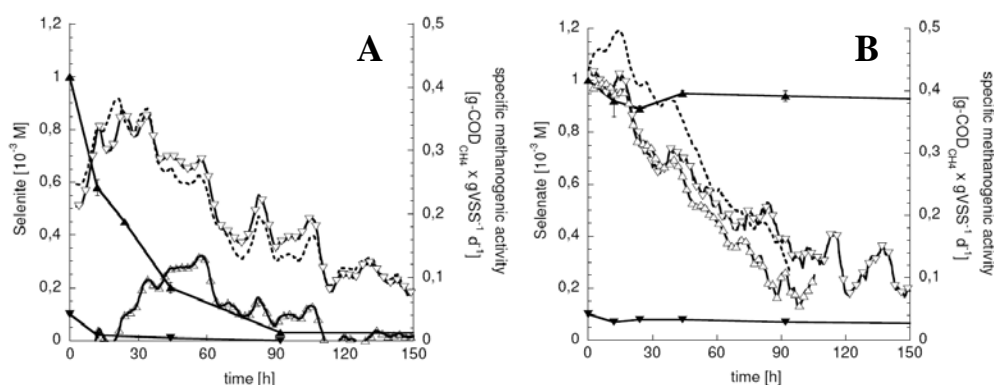 A
Selenite [10⁻³ M]
1,2
1
0,8
0,6
0,4
0,2
0
0 30 60 90 120 150
time [h]
0,5
0,4
0,3
0,2
0,1
0
specific methanogenic activity
[g-COD CH4 x gVSS⁻¹ d⁻¹]
B
Selenate [10⁻³ M]
1,2
1
0,8
0,6
0,4
0,2
0
0 30 60 90 120 150
time [h]
0,5
0,4
0,3
0,2
0,1
0
specific methanogenic activity
[g-COD CH4 x gVSS⁻¹ d⁻¹]